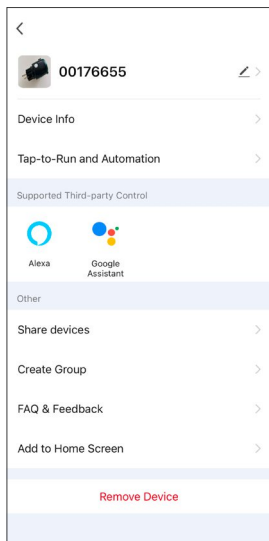 00176655
Device Info
Tap-to-Run and Automation
Supported Third-party Control
Alexa
Google
Assistant
Other
Share devices
Create Group
FAQ & Feedback
Add to Home Screen
Remove Device